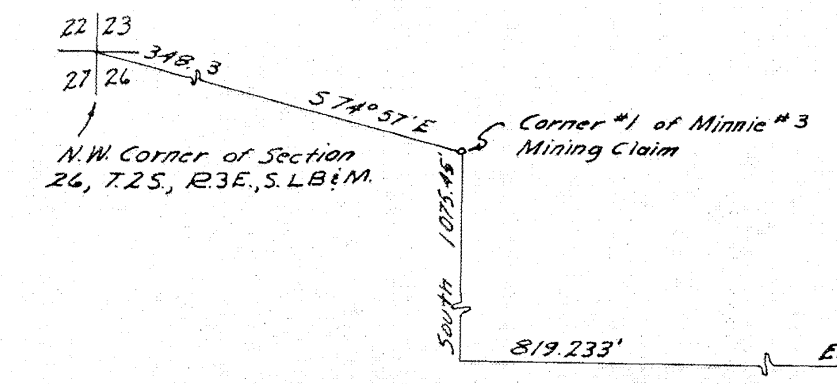 22 23
27 26
348.3
S 74° 57' E
N.W. Corner of Section
26, T.2S., R.3E., S.L.B & M.
Corner #1 of Minnie #3
Mining Claim
SOUTH 1075.45
819.233'
E